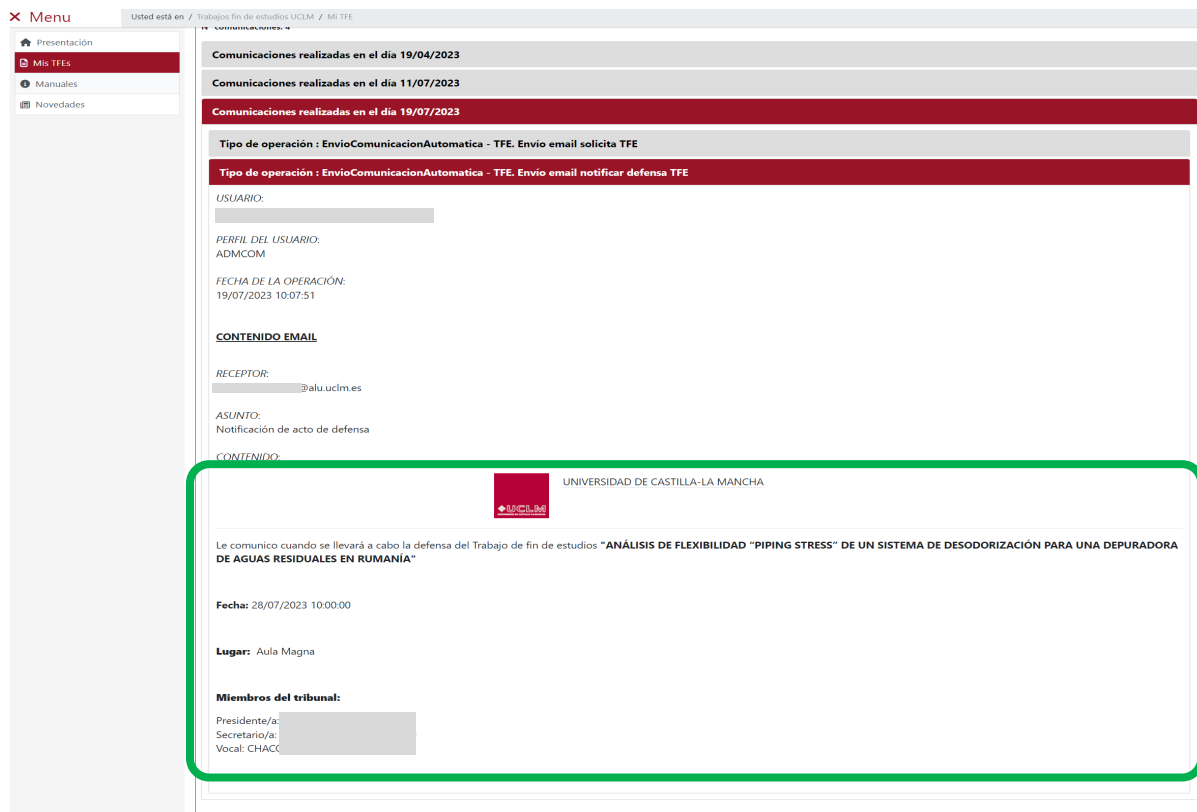 × Menu
Usted está en / Trabajos fin de estudios UCLM / Mi TFE
Presentación
Mis TFEs
Manuales
Novedades
Nº comunicaciones: 4
Comunicaciones realizadas en el día 19/04/2023
Comunicaciones realizadas en el día 11/07/2023
Comunicaciones realizadas en el día 19/07/2023
Tipo de operación : EnvioComunicacionAutomatica - TFE. Envío email solicita TFE
Tipo de operación : EnvioComunicacionAutomatica - TFE. Envío email notificar defensa TFE
USUARIO:
PERFIL DEL USUARIO:
ADMCOM
FECHA DE LA OPERACIÓN:
19/07/2023 10:07:51
CONTENIDO EMAIL
RECEPTOR:
@alu.uclm.es
ASUNTO:
Notificación de acto de defensa
CONTENIDO:
UNIVERSIDAD DE CASTILLA-LA MANCHA
UCLM
Le comunico cuando se llevará a cabo la defensa del Trabajo de fin de estudios "ANÁLISIS DE FLEXIBILIDAD “PIPING STRESS” DE UN SISTEMA DE DESODORIZACIÓN PARA UNA DEPURADORA
DE AGUAS RESIDUALES EN RUMANÍA"
Fecha: 28/07/2023 10:00:00
Lugar: Aula Magna
Miembros del tribunal:
Presidente/a:
Secretario/a:
Vocal: